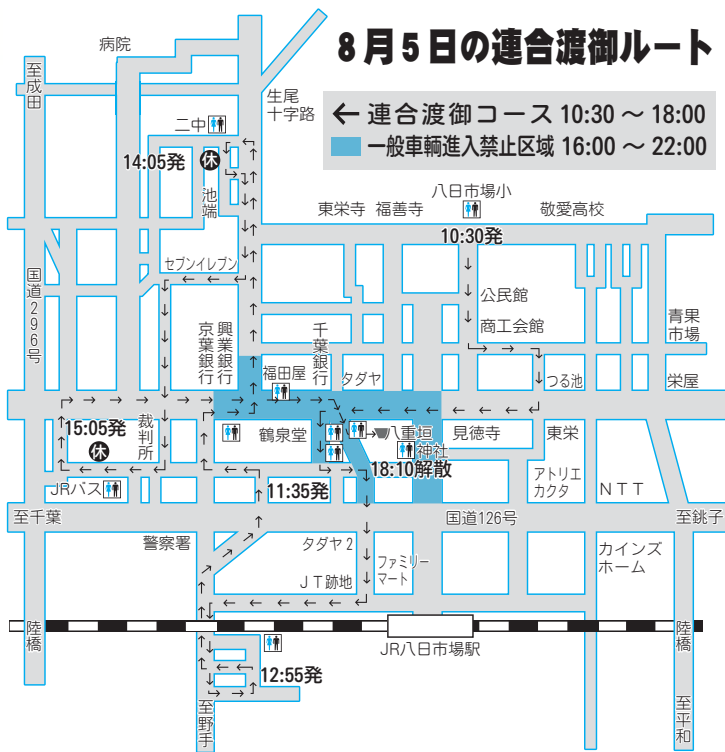 8月5日の連合渡御ルート
← 連合渡御コース 10:30 ～ 18:00
一般車輌進入禁止区域 16:00 ～ 22:00
病院
至成田
生尾
十字路
二中
14:05発
休
池端
東栄寺
福善寺
八日市場小
敬愛高校
10:30発
セブンイレブン
国道296号
公民館
商工会館
青果
市場
京葉銀行
興業銀行
千葉銀行
福田屋
タダヤ
つる池
栄屋
15:05発
休
裁判所
鶴泉堂
八重垣
神社
見徳寺
東栄
18:10解散
JRバス
11:35発
アトリエ
カクタ
NTT
至千葉
国道126号
至銚子
警察署
タダヤ2
ファミリー
マート
カインズ
ホーム
JT跡地
陸橋
JR八日市場駅
陸橋
12:55発
至野手
至平和